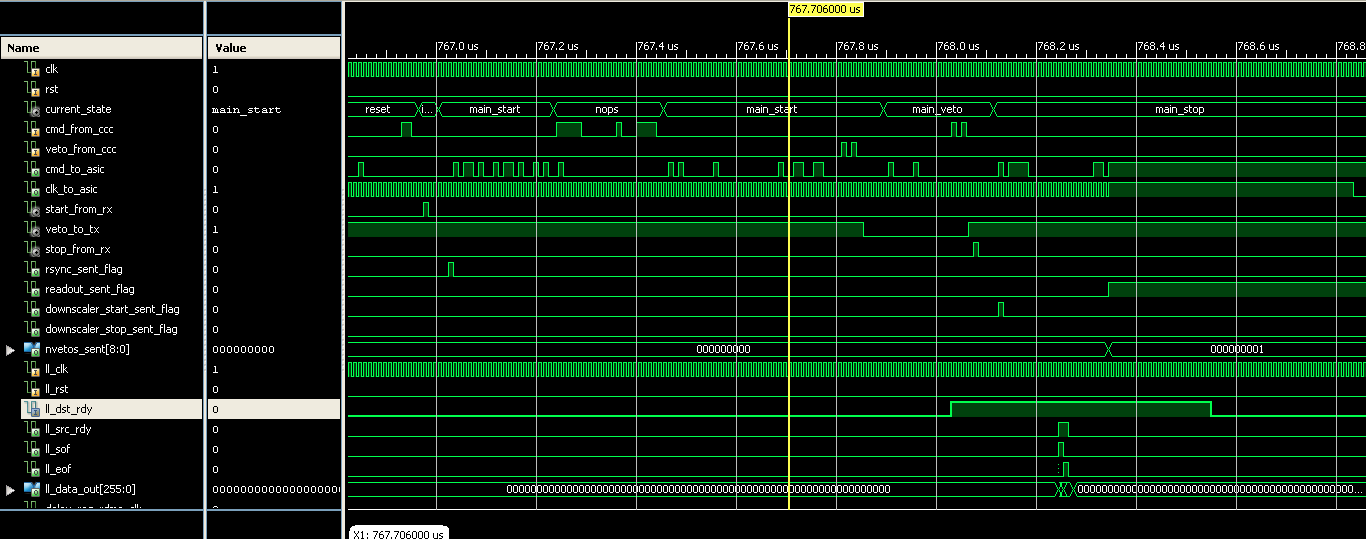 767.706000 us
Name Value 767.0 us 767.2 us 767.4 us 767.6 us 767.8 us 768.0 us 768.2 us 768.4 us 768.6 us 768.8
clk 1
rst 0
current_state main_start reset i... main_start nops main_start main_veto main_stop
cmd_from_ccc 0
veto_from_ccc 0
cmd_to_asic 0
clk_to_asic 1
start_from_rx 0
veto_to_tx 1
stop_from_rx 0
rsync_sent_flag 0
readout_sent_flag 0
downscaler_start_sent_flag 0
downscaler_stop_sent_flag 0
nvetos_sent[8:0] 000000000 000000000 000000001
ll_clk 1
ll_rst 0
ll_dst_rdy 0
ll_src_rdy 0
ll_sof 0
ll_eof 0
ll_data_out[255:0]
X1: 767.706000 us